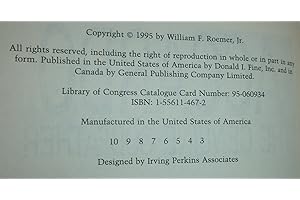 Copyright © 1995 by William F. Roemer, Jr.
All rights reserved, including the right of reproduction in whole or in part in any
form. Published in the United States of America by Donald I. Fine, Inc. and in
Canada by General Publishing Company Limited.
Library of Congress Catalogue Card Number: 95-060934
ISBN: 1-55611-467-2
Manufactured in the United States of America
10 9 8 7 6 5 4 3
Designed by Irving Perkins Associates